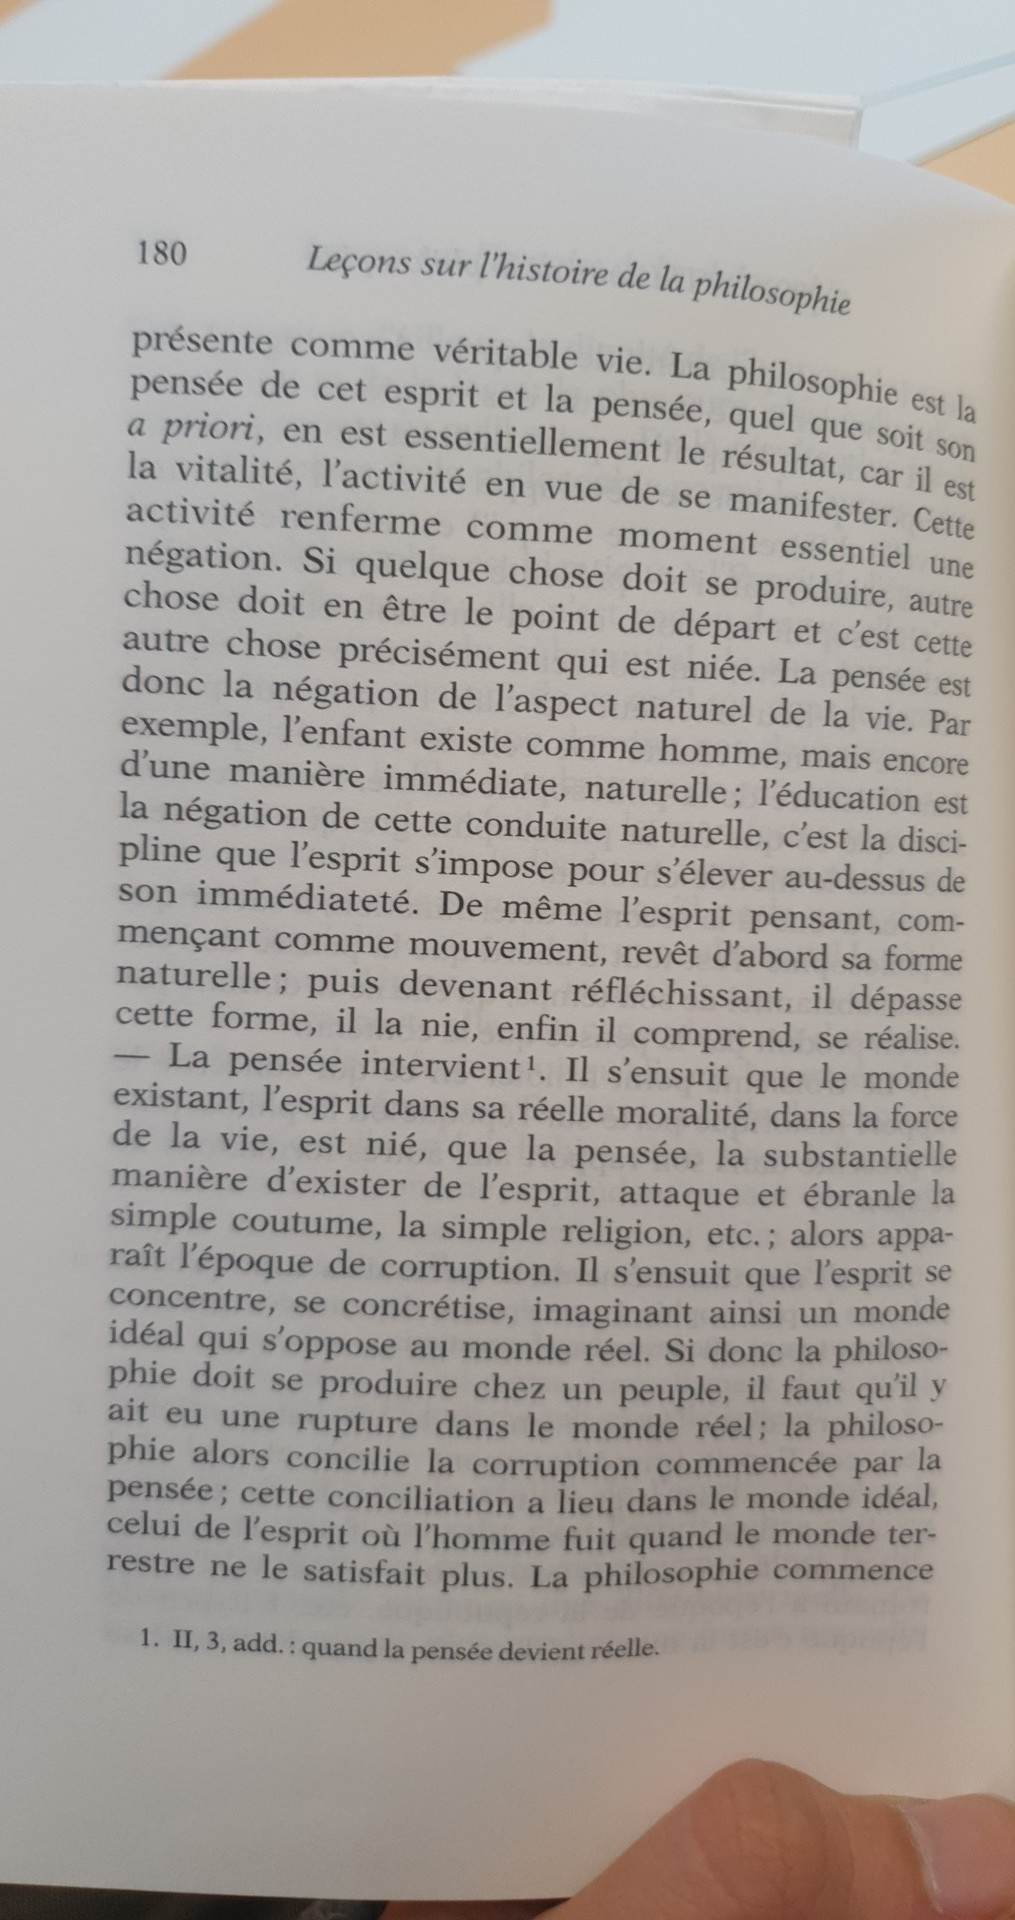 180 Leçons sur l'histoire de la philosophie
présente comme véritable vie. La philosophie est la
pensée de cet esprit et la pensée, quel que soit son
a priori, en est essentiellement le résultat, car il est
la vitalité, l'activité en vue de se manifester. Cette
activité renferme comme moment essentiel une
négation. Si quelque chose doit se produire, autre
chose doit en être le point de départ et c'est cette
autre chose précisément qui est niée. La pensée est
donc la négation de l'aspect naturel de la vie. Par
exemple, l'enfant existe comme homme, mais encore
d'une manière immédiate, naturelle ; l'éducation est
la négation de cette conduite naturelle, c'est la disci-
pline que l'esprit s'impose pour s'élever au-dessus de
son immédiateté. De même l'esprit pensant, com-
mençant comme mouvement, revêt d'abord sa forme
naturelle ; puis devenant réfléchissant, il dépasse
cette forme, il la nie, enfin il comprend, se réalise.
— La pensée intervient¹. Il s'ensuit que le monde
existant, l'esprit dans sa réelle moralité, dans la force
de la vie, est nié, que la pensée, la substantielle
manière d'exister de l'esprit, attaque et ébranle la
simple coutume, la simple religion, etc. ; alors appa-
raît l'époque de corruption. Il s'ensuit que l'esprit se
concentre, se concrétise, imaginant ainsi un monde
idéal qui s'oppose au monde réel. Si donc la philoso-
phie doit se produire chez un peuple, il faut qu'il y
ait eu une rupture dans le monde réel ; la philoso-
phie alors concilie la corruption commencée par la
pensée ; cette conciliation a lieu dans le monde idéal,
celui de l'esprit où l'homme fuit quand le monde ter-
restre ne le satisfait plus. La philosophie commence
1. II, 3, add. : quand la pensée devient réelle.